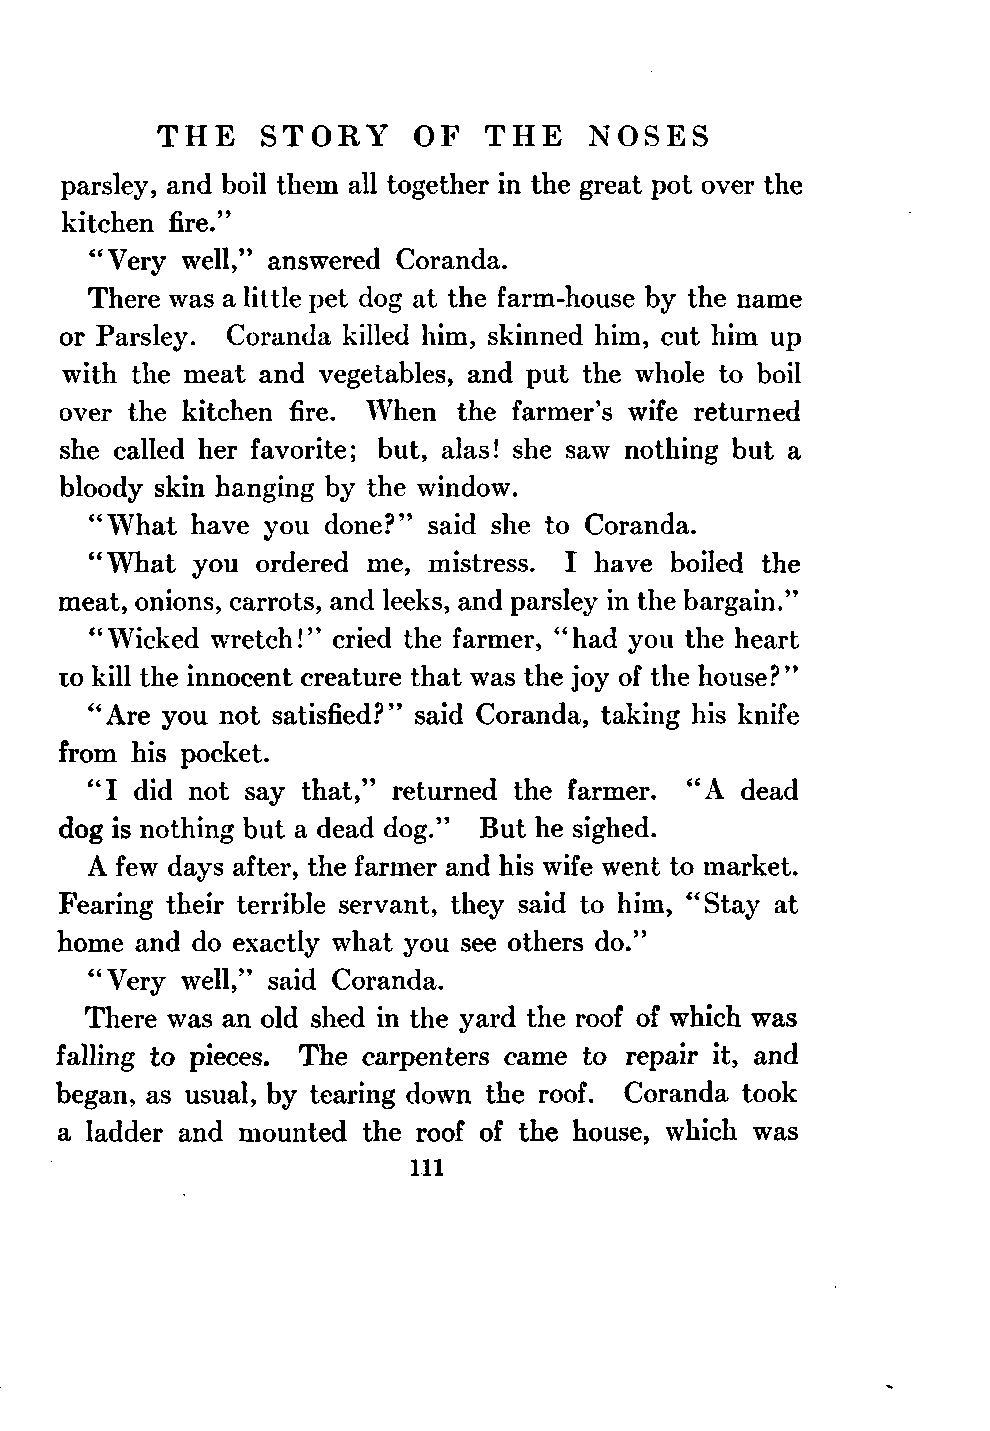 THE STORY OF THE NOSES
parsley, and boil them all together in the great pot over the
kitchen fire."
"Very well," answered Coranda.
There was a little pet dog at the farm-house by the name
or Parsley. Coranda killed him, skinned him, cut him up
with the meat and vegetables, and put the whole to boil
over the kitchen fire. When the farmer's wife returned
she called her favorite; but, alas! she saw nothing but a
bloody skin hanging by the window.
"What have you done?" said she to Coranda.
"What you ordered me, mistress. I have boiled the
meat, onions, carrots, and leeks, and parsley in the bargain."
"Wicked wretch!" cried the farmer, "had you the heart
to kill the innocent creature that was the joy of the house?"
"Are you not satisfied?" said Coranda, taking his knife
from his pocket.
"I did not say that," returned the farmer. "A dead
dog is nothing but a dead dog." But he sighed.
A few days after, the farmer and his wife went to market.
Fearing their terrible servant, they said to him, "Stay at
home and do exactly what you see others do."
"Very well," said Coranda.
There was an old shed in the yard the roof of which was
falling to pieces. The carpenters came to repair it, and
began, as usual, by tearing down the roof. Coranda took
a ladder and mounted the roof of the house, which was
111